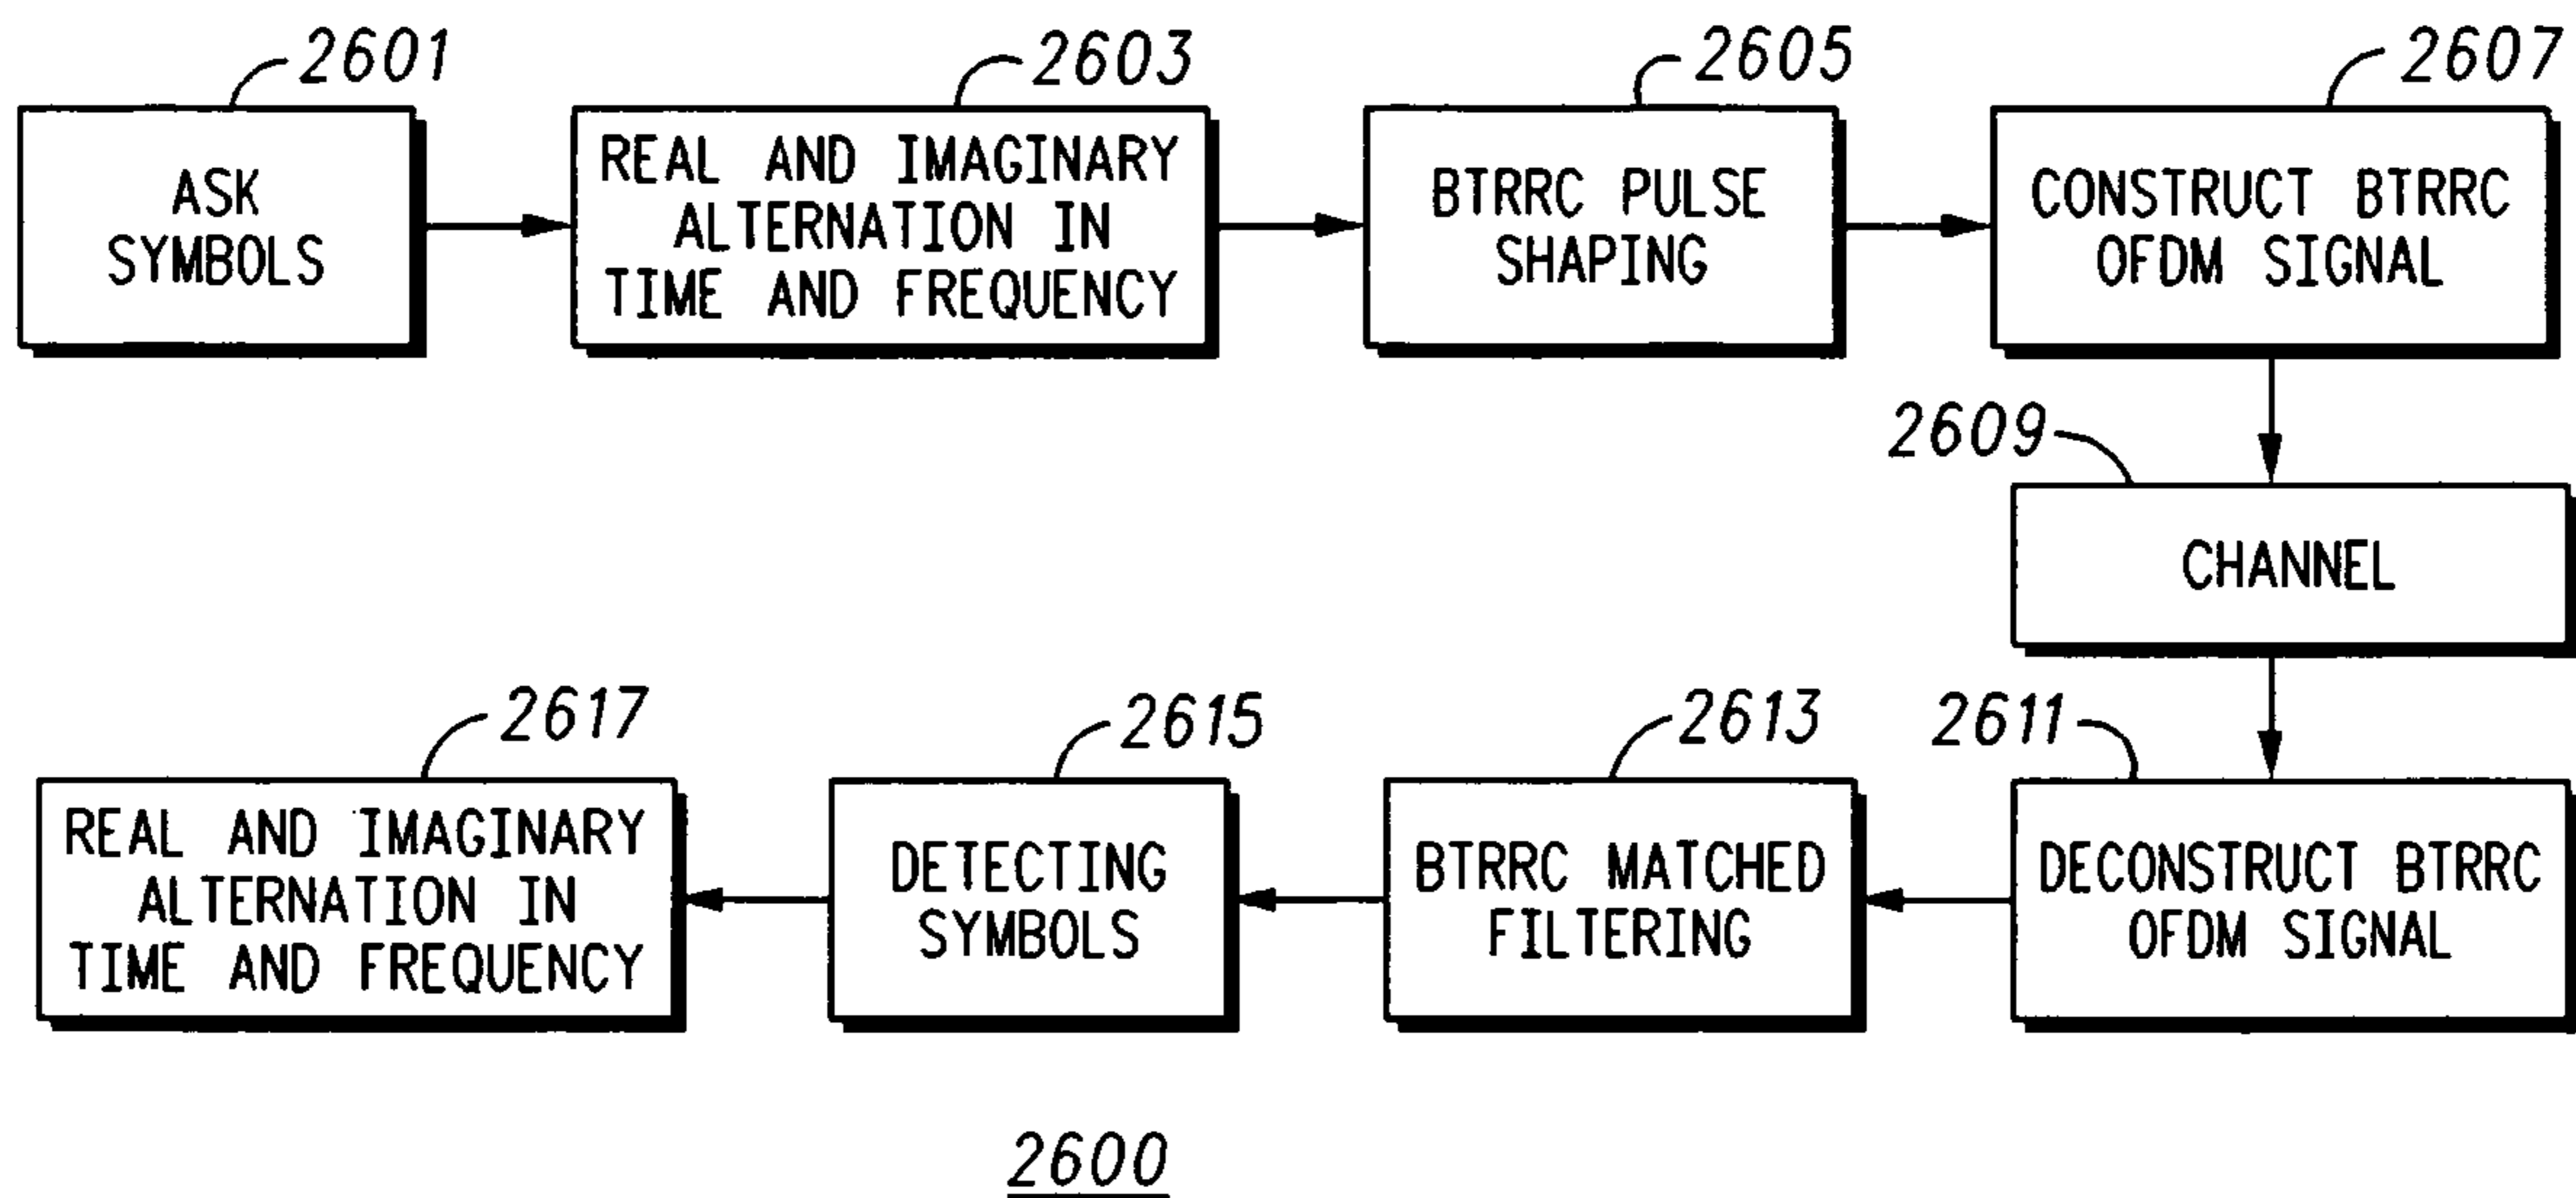 2601
2603
2605
2607
ASK
SYMBOLS
REAL AND IMAGINARY
ALTERNATION IN
TIME AND FREQUENCY
BTRRC PULSE
SHAPING
CONSTRUCT BTRRC
OFDM SIGNAL
2609
CHANNEL
2617
2615
2613
2611
REAL AND IMAGINARY
ALTERNATION IN
TIME AND FREQUENCY
DETECTING
SYMBOLS
BTRRC MATCHED
FILTERING
DECONSTRUCT BTRRC
OFDM SIGNAL
2600